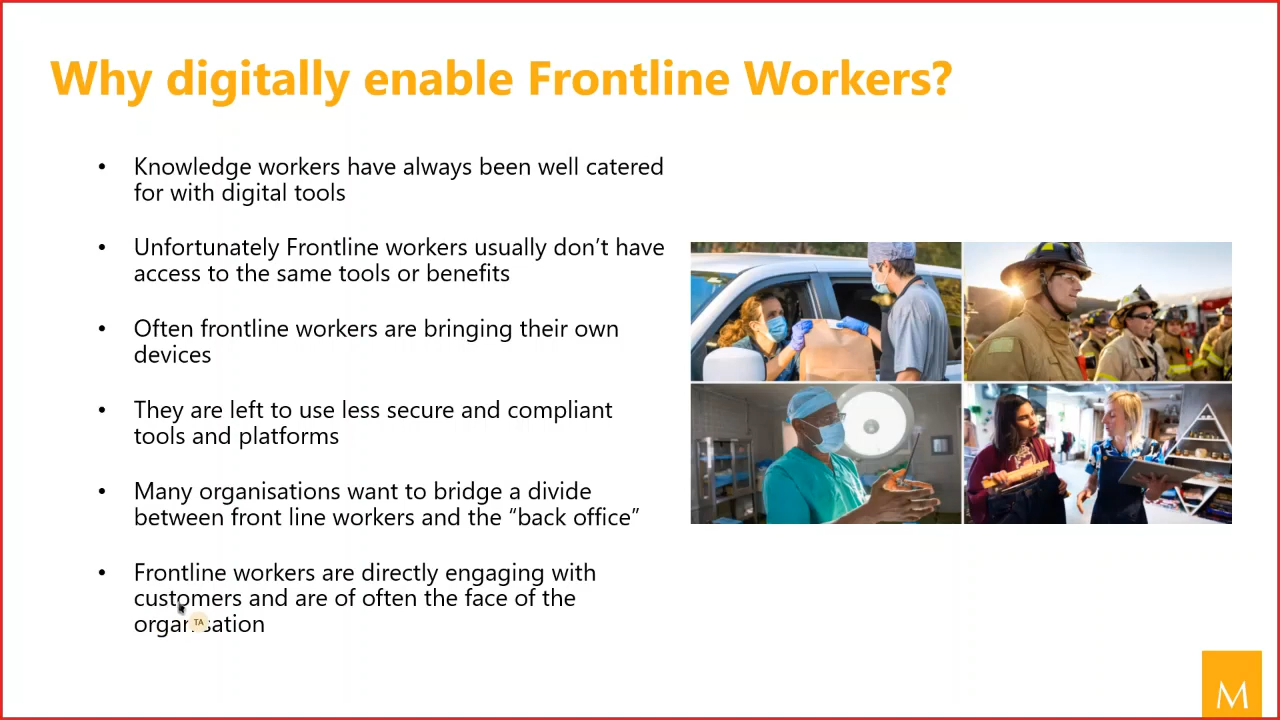 Why digitally enable Frontline Workers?
• Knowledge workers have always been well catered
for with digital tools
• Unfortunately Frontline workers usually don’t have
access to the same tools or benefits
• Often frontline workers are bringing their own
devices
• They are left to use less secure and compliant
tools and platforms
• Many organisations want to bridge a divide
between front line workers and the “back office”
• Frontline workers are directly engaging with
customers and are of often the face of the
organisation
TA
M